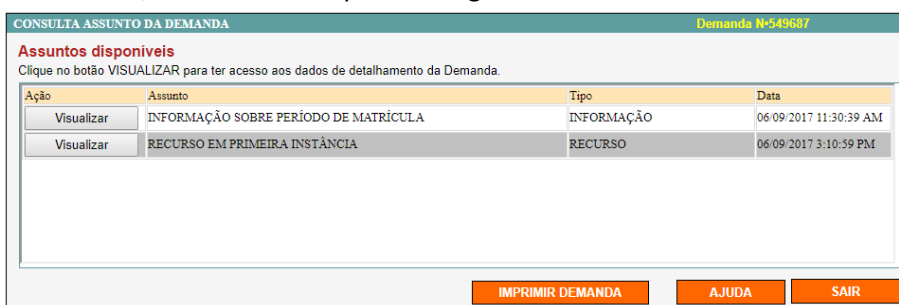 CONSULTA ASSUNTO DA DEMANDA Demanda Nº549687
Assuntos disponíveis
Clique no botão VISUALIZAR para ter acesso aos dados de detalhamento da Demanda.
Ação Assunto Tipo Data
Visualizar INFORMAÇÃO SOBRE PERÍODO DE MATRÍCULA INFORMAÇÃO 06/09/2017 11:30:39 AM
Visualizar RECURSO EM PRIMEIRA INSTÂNCIA RECURSO 06/09/2017 3:10:59 PM
IMPRIMIR DEMANDA AJUDA SAIR